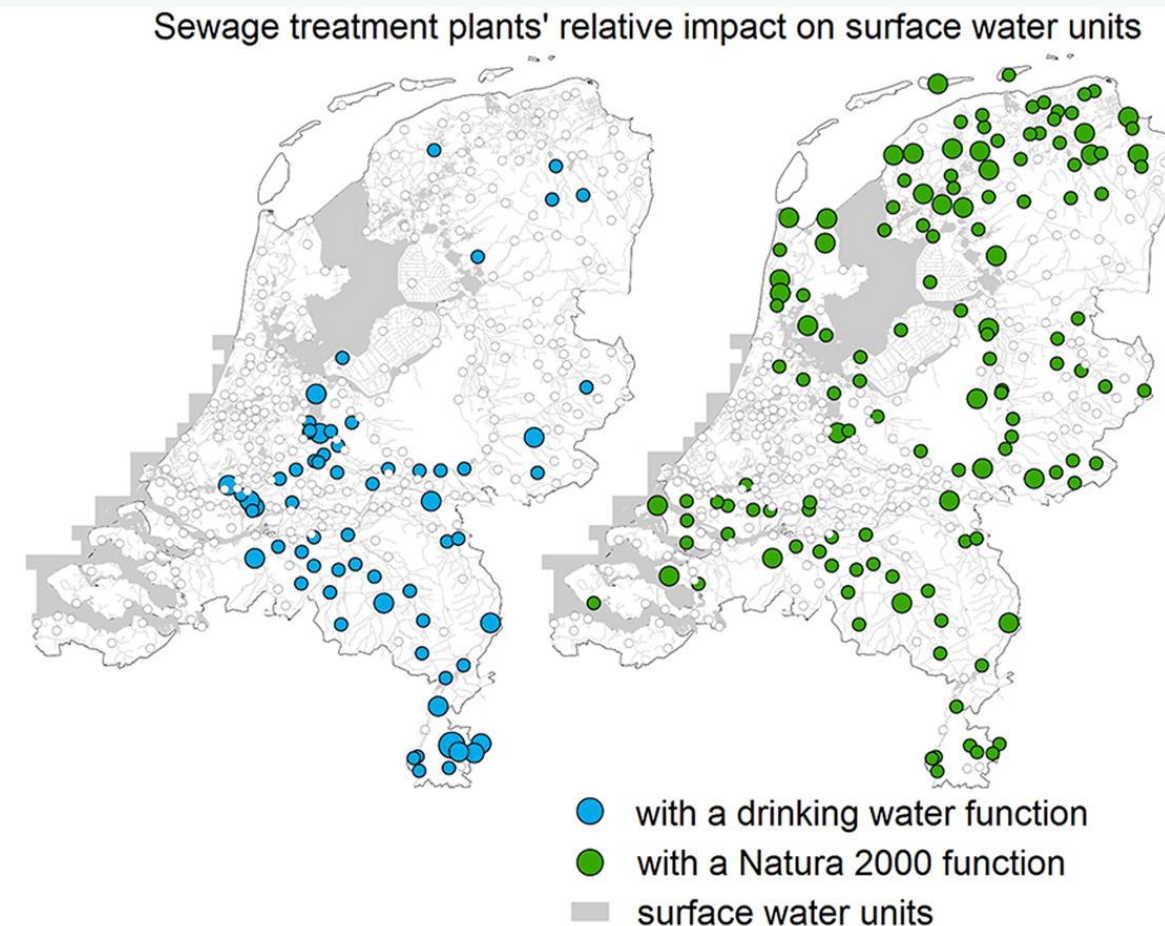 Sewage treatment plants' relative impact on surface water units
with a drinking water function
with a Natura 2000 function
surface water units